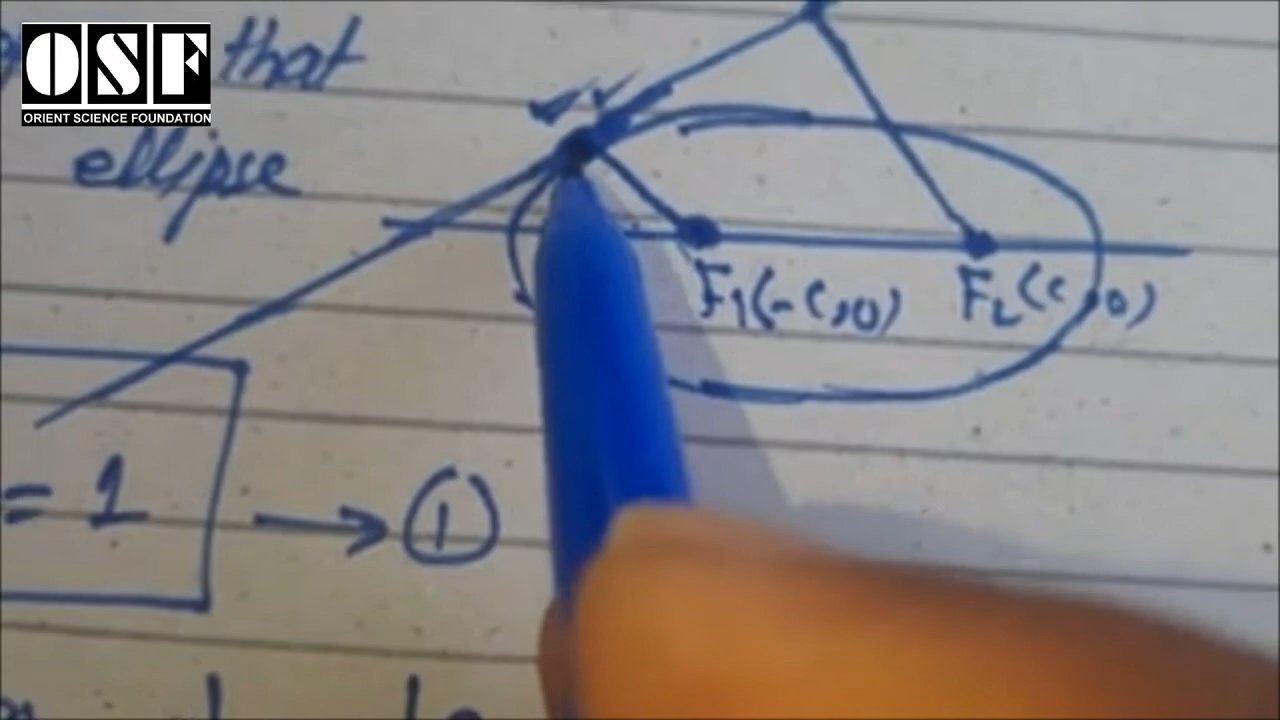 OSF
ORIENT SCIENCE FOUNDATION
that
ellipse
F₁(-c,0) F₂(c,0)
= 1 → ①